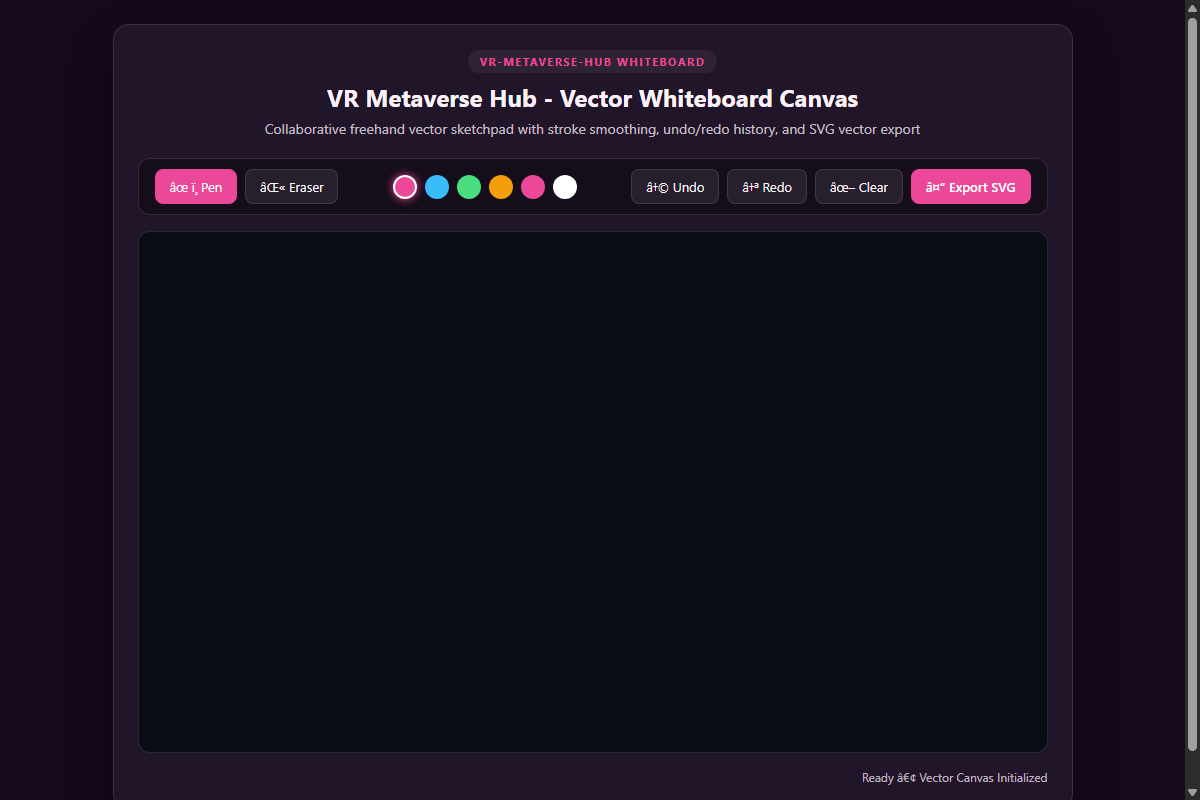 VR-METAVERSE-HUB WHITEBOARD
VR Metaverse Hub - Vector Whiteboard Canvas
Collaborative freehand vector sketchpad with stroke smoothing, undo/redo history, and SVG vector export
âœ ï¸ Pen âŒ« Eraser â†© Undo â†ª Redo âœ– Clear â¤“ Export SVG
Ready â€¢ Vector Canvas Initialized